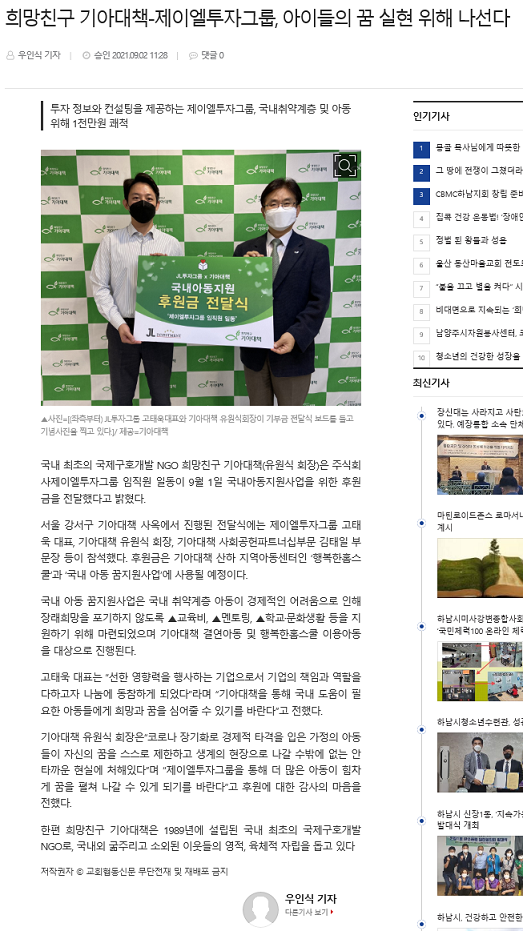 희망친구 기아대책-제이엘투자그룹, 아이들의 꿈 실현 위해 나선다
우인식 기자 | 승인 2021.09.02 11:28 | 댓글 0
투자 정보와 컨설팅을 제공하는 제이엘투자그룹, 국내취약계층 및 아동
위해 1천만원 쾌척
JL투자그룹 x 기아대책
국내아동지원
후원금 전달식
'제이엘투자그룹 임직원 일동'
JL
기아대책
▲사진=[(좌측부터) JL투자그룹 고태욱대표와 기아대책 유원식회장이 기부금 전달식 보드를 들고
기념사진을 찍고 있다]/ 제공=기아대책
국내 최초의 국제구호개발 NGO 희망친구 기아대책(유원식 회장)은 주식회
사제이엘투자그룹 임직원 일동이 9월 1일 국내아동지원사업을 위한 후원
금을 전달했다고 밝혔다.
서울 강서구 기아대책 사옥에서 진행된 전달식에는 제이엘투자그룹 고태
욱 대표, 기아대책 유원식 회장, 기아대책 사회공헌파트너십부문 김태일 부
문장 등이 참석했다. 후원금은 기아대책 산하 지역아동센터인 '행복한홈스
쿨'과 '국내 아동 꿈지원사업'에 사용될 예정이다.
국내 아동 꿈지원사업은 국내 취약계층 아동이 경제적인 어려움으로 인해
장래희망을 포기하지 않도록 ▲교육비, ▲멘토링, ▲학교·문화생활 등을 지
원하기 위해 마련되었으며 기아대책 결연아동 및 행복한홈스쿨 이용아동
을 대상으로 진행된다.
고태욱 대표는 "선한 영향력을 행사하는 기업으로서 기업의 책임과 역할을
다하고자 나눔에 동참하게 되었다"라며 "기아대책을 통해 국내 도움이 필
요한 아동들에게 희망과 꿈을 심어줄 수 있기를 바란다"고 전했다.
기아대책 유원식 회장은"코로나 장기화로 경제적 타격을 입은 가정의 아동
들이 자신의 꿈을 스스로 제한하고 생계의 현장으로 나갈 수밖에 없는 안
타까운 현실에 처해있다"며 "제이엘투자그룹을 통해 더 많은 아동이 힘차
게 꿈을 펼쳐 나갈 수 있게 되기를 바란다"고 후원에 대한 감사의 마음을
전했다.
한편 희망친구 기아대책은 1989년에 설립된 국내 최초의 국제구호개발
NGO로, 국내외 굶주리고 소외된 이웃들의 영적, 육체적 자립을 돕고 있다
저작권자 © 교회협동신문 무단전재 및 재배포 금지
우인식 기자
다른기사 보기
인기기사
1 몽골 목사님에게 따뜻한
2 그 땅에 전쟁이 그쳤더라
3 CBMC하남지회 창립 준비
4 집콕 건강 운동법! '장애인
5 정벌 된 왕들과 성읍
6 울산 동산마을교회 전도
7 "불을 끄고 별을 켜다" 시
8 비대면으로 지속되는 '희
9 남양주시자원봉사센터,
10 청소년의 건강한 성장을
최신기사
장신대는 사라지고 사탄
있다. 예장통합 소속 단체
마틴로이드존스 로마서
계시
하남시미사강변종합사회
'국민체력100 온라인 체력
하남시청소년수련관, 성
하남시 신장1동, '지속가능
발대식 개최
하남시, 건강하고 안전한